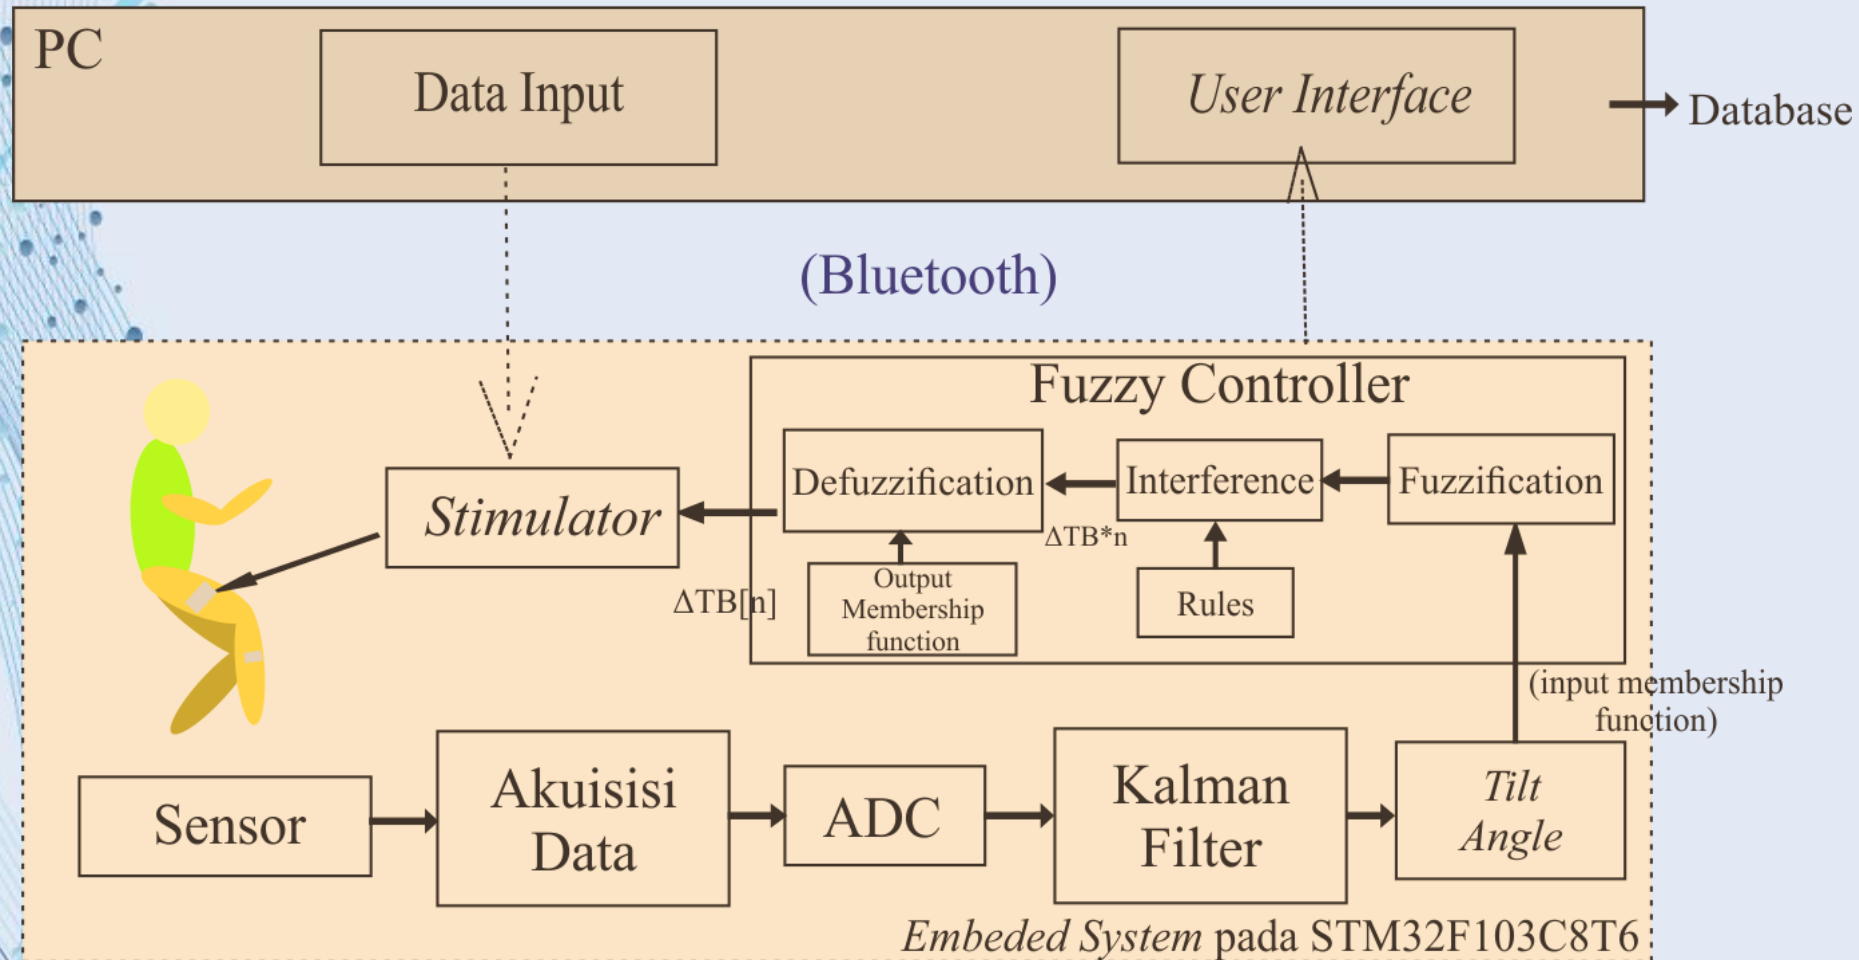 PC
Data Input
User Interface
Database
(Bluetooth)
Fuzzy Controller
Stimulator
Defuzzification
Interference
Fuzzification
ΔTB*n
ΔTB[n]
Output
Membership
function
Rules
(input membership
function)
Sensor
Akuisisi
Data
ADC
Kalman
Filter
Tilt
Angle
Embeded System pada STM32F103C8T6